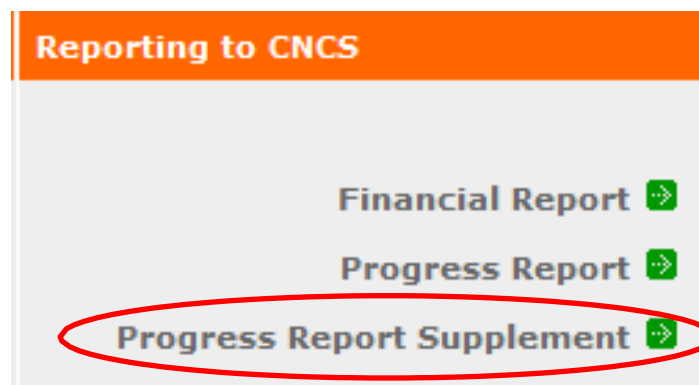 Reporting to CNCS
Financial Report
Progress Report
Progress Report Supplement